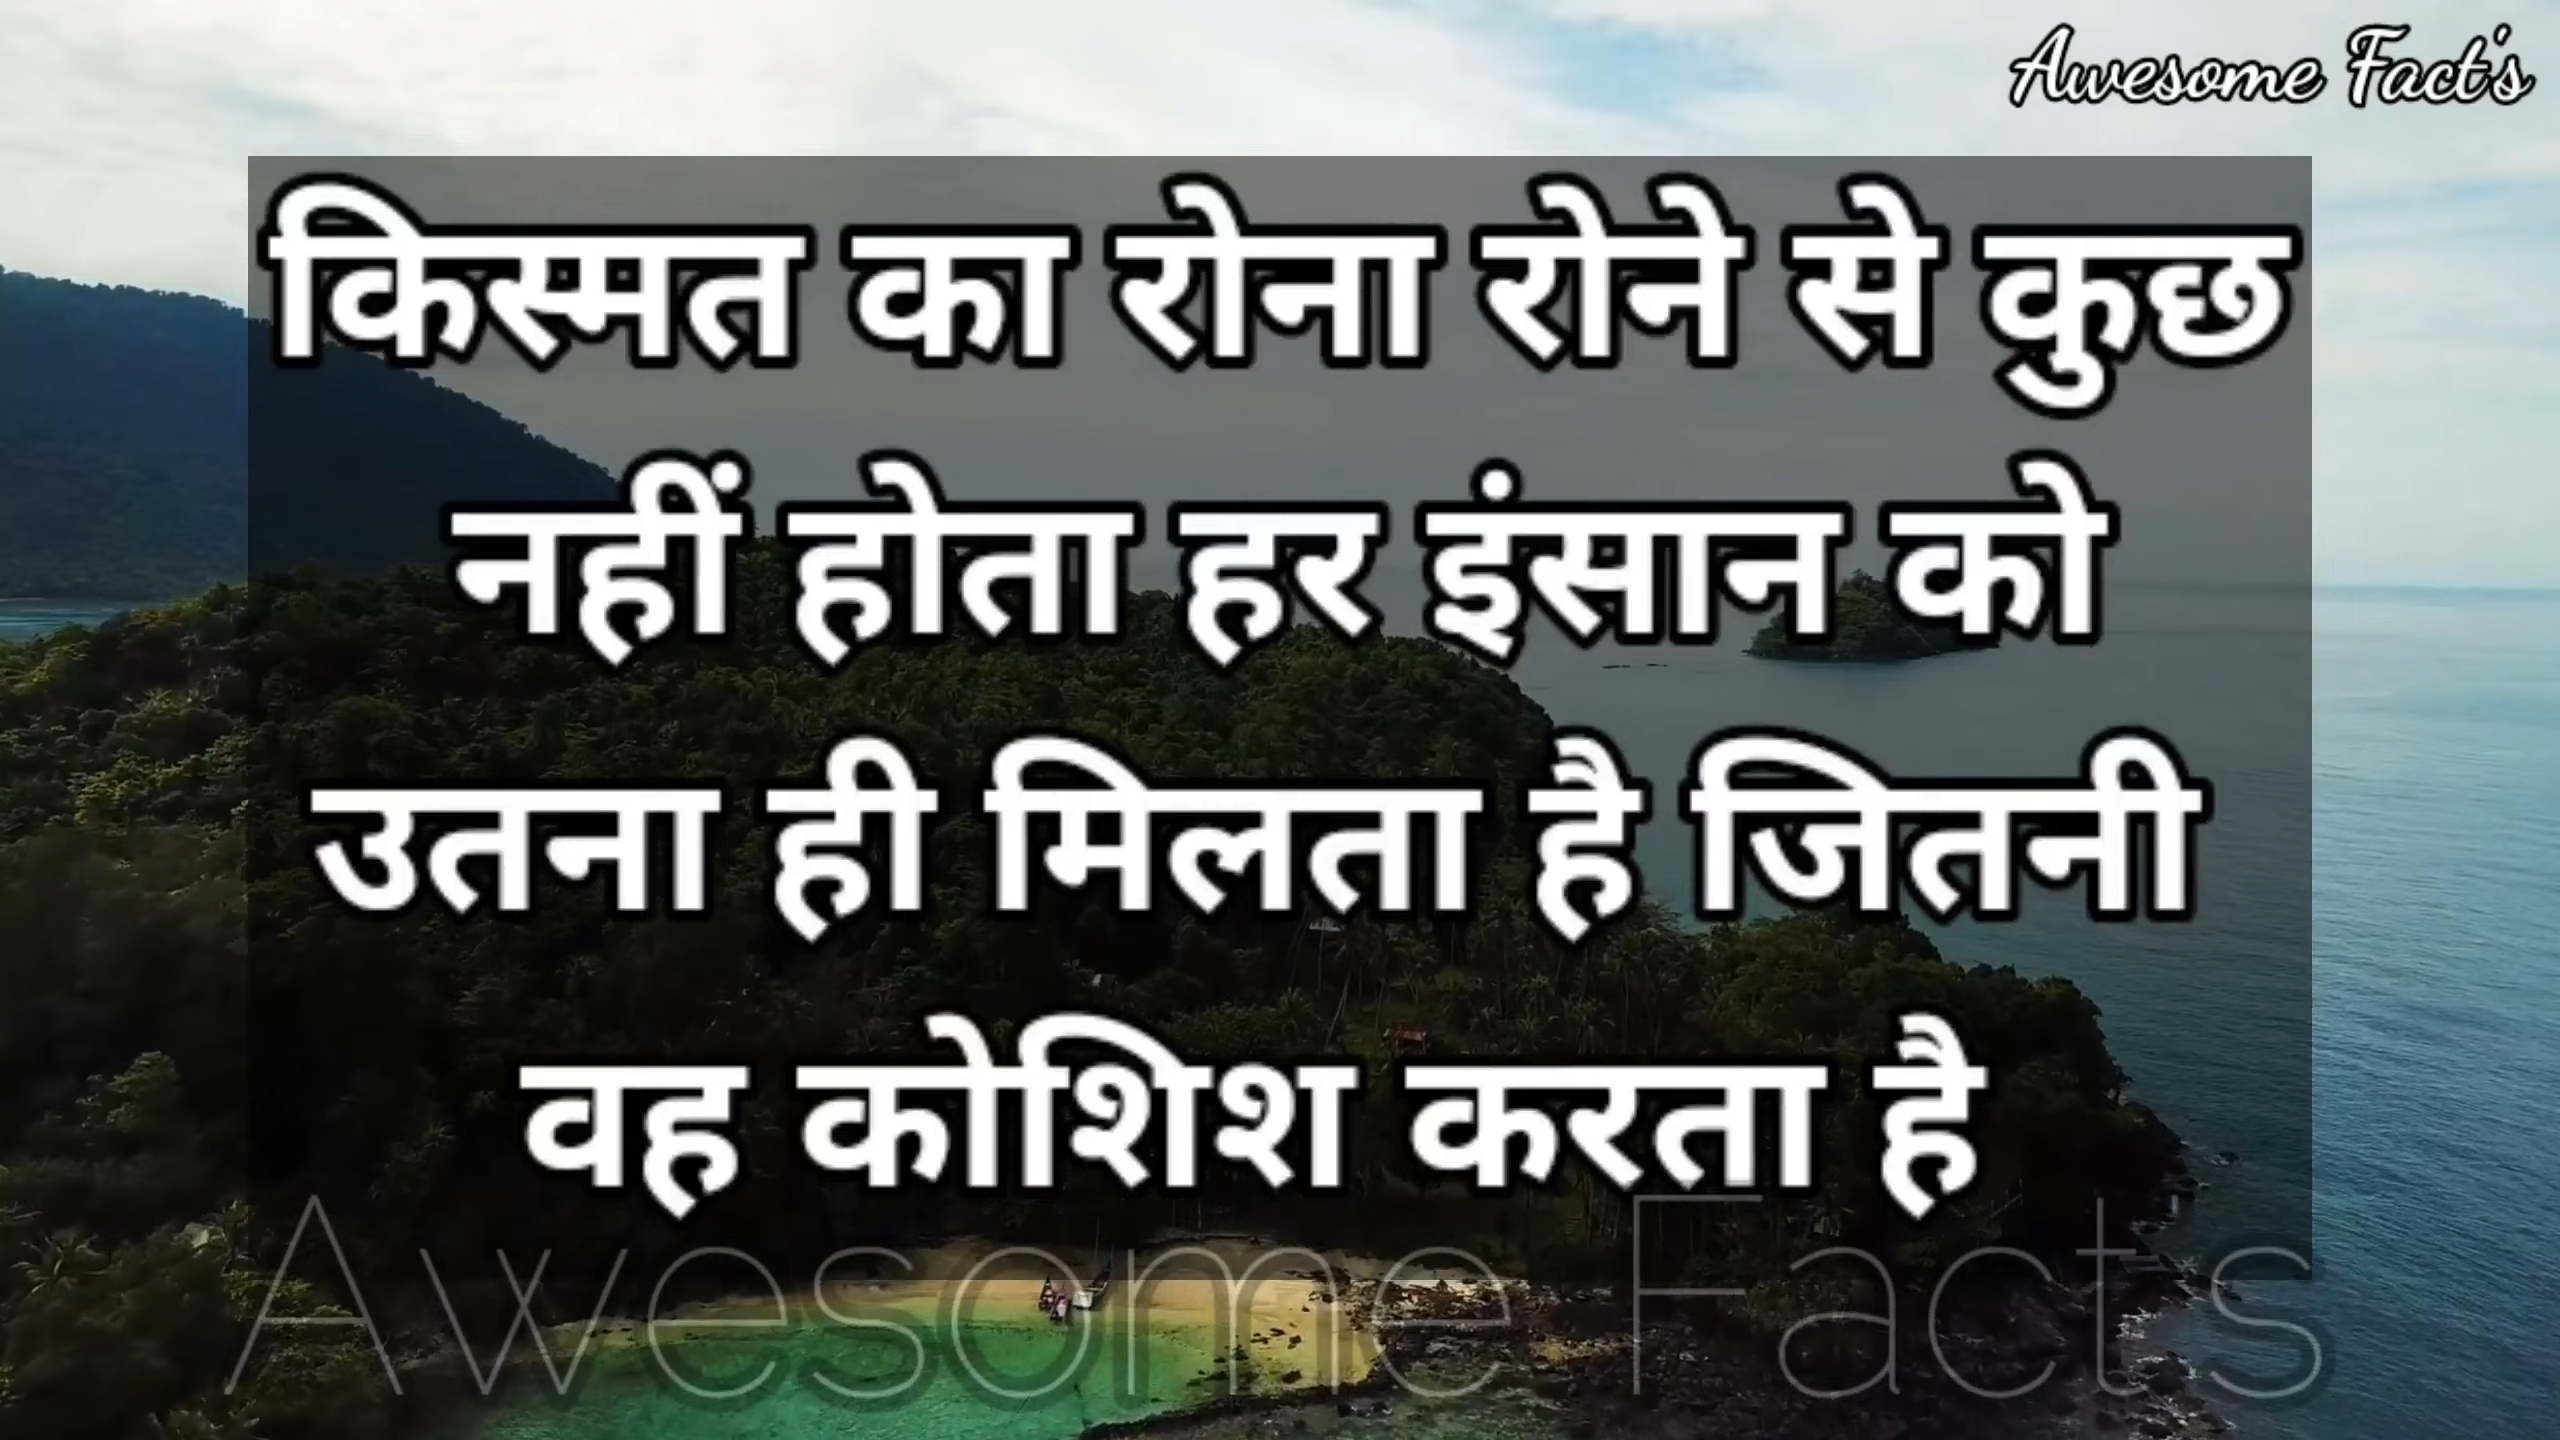 Awesome Fact's
किस्मत का रोना रोने से कुछ
नहीं होता हर इंसान को
उतना ही मिलता है जितनी
वह कोशिश करता है
Awesome Facts